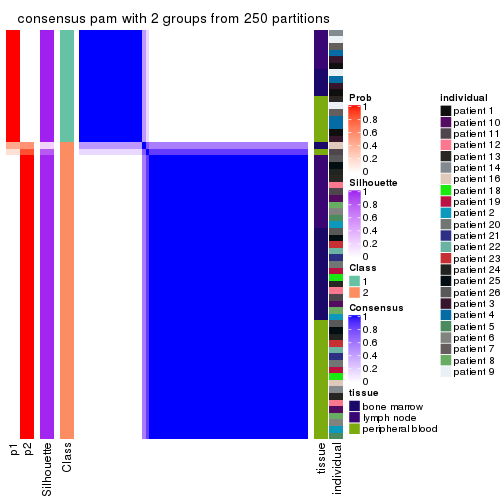 consensus pam with 2 groups from 250 partitions
Prob
1
0.8
0.6
0.4
0.2
0
Silhouette
1
0.8
0.6
0.4
0.2
0
Class
1
2
Consensus
1
0.8
0.6
0.4
0.2
0
tissue
bone marrow
lymph node
peripheral blood
individual
patient 1
patient 10
patient 11
patient 12
patient 13
patient 14
patient 16
patient 18
patient 19
patient 2
patient 20
patient 21
patient 22
patient 23
patient 24
patient 25
patient 26
patient 3
patient 4
patient 5
patient 6
patient 7
patient 9
p1
p2
Silhouette
Class
tissue
individual